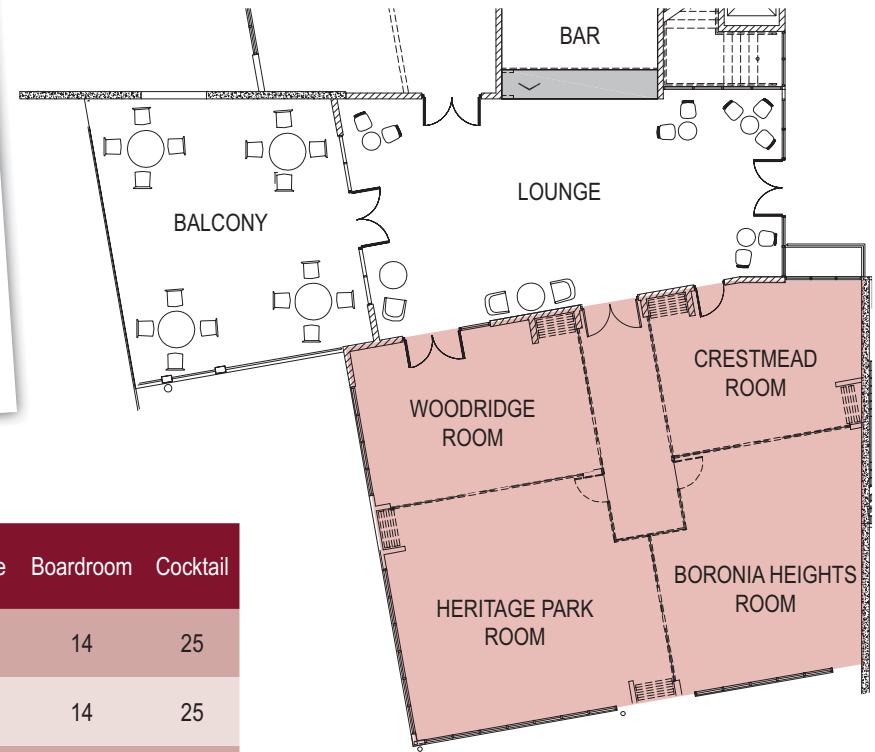 BAR
LOUNGE
BALCONY
CRESTMEAD
ROOM
WOODRIDGE
ROOM
BORONIA HEIGHTS
ROOM
HERITAGE PARK
ROOM
Boardroom Cocktail
14 25
14 25